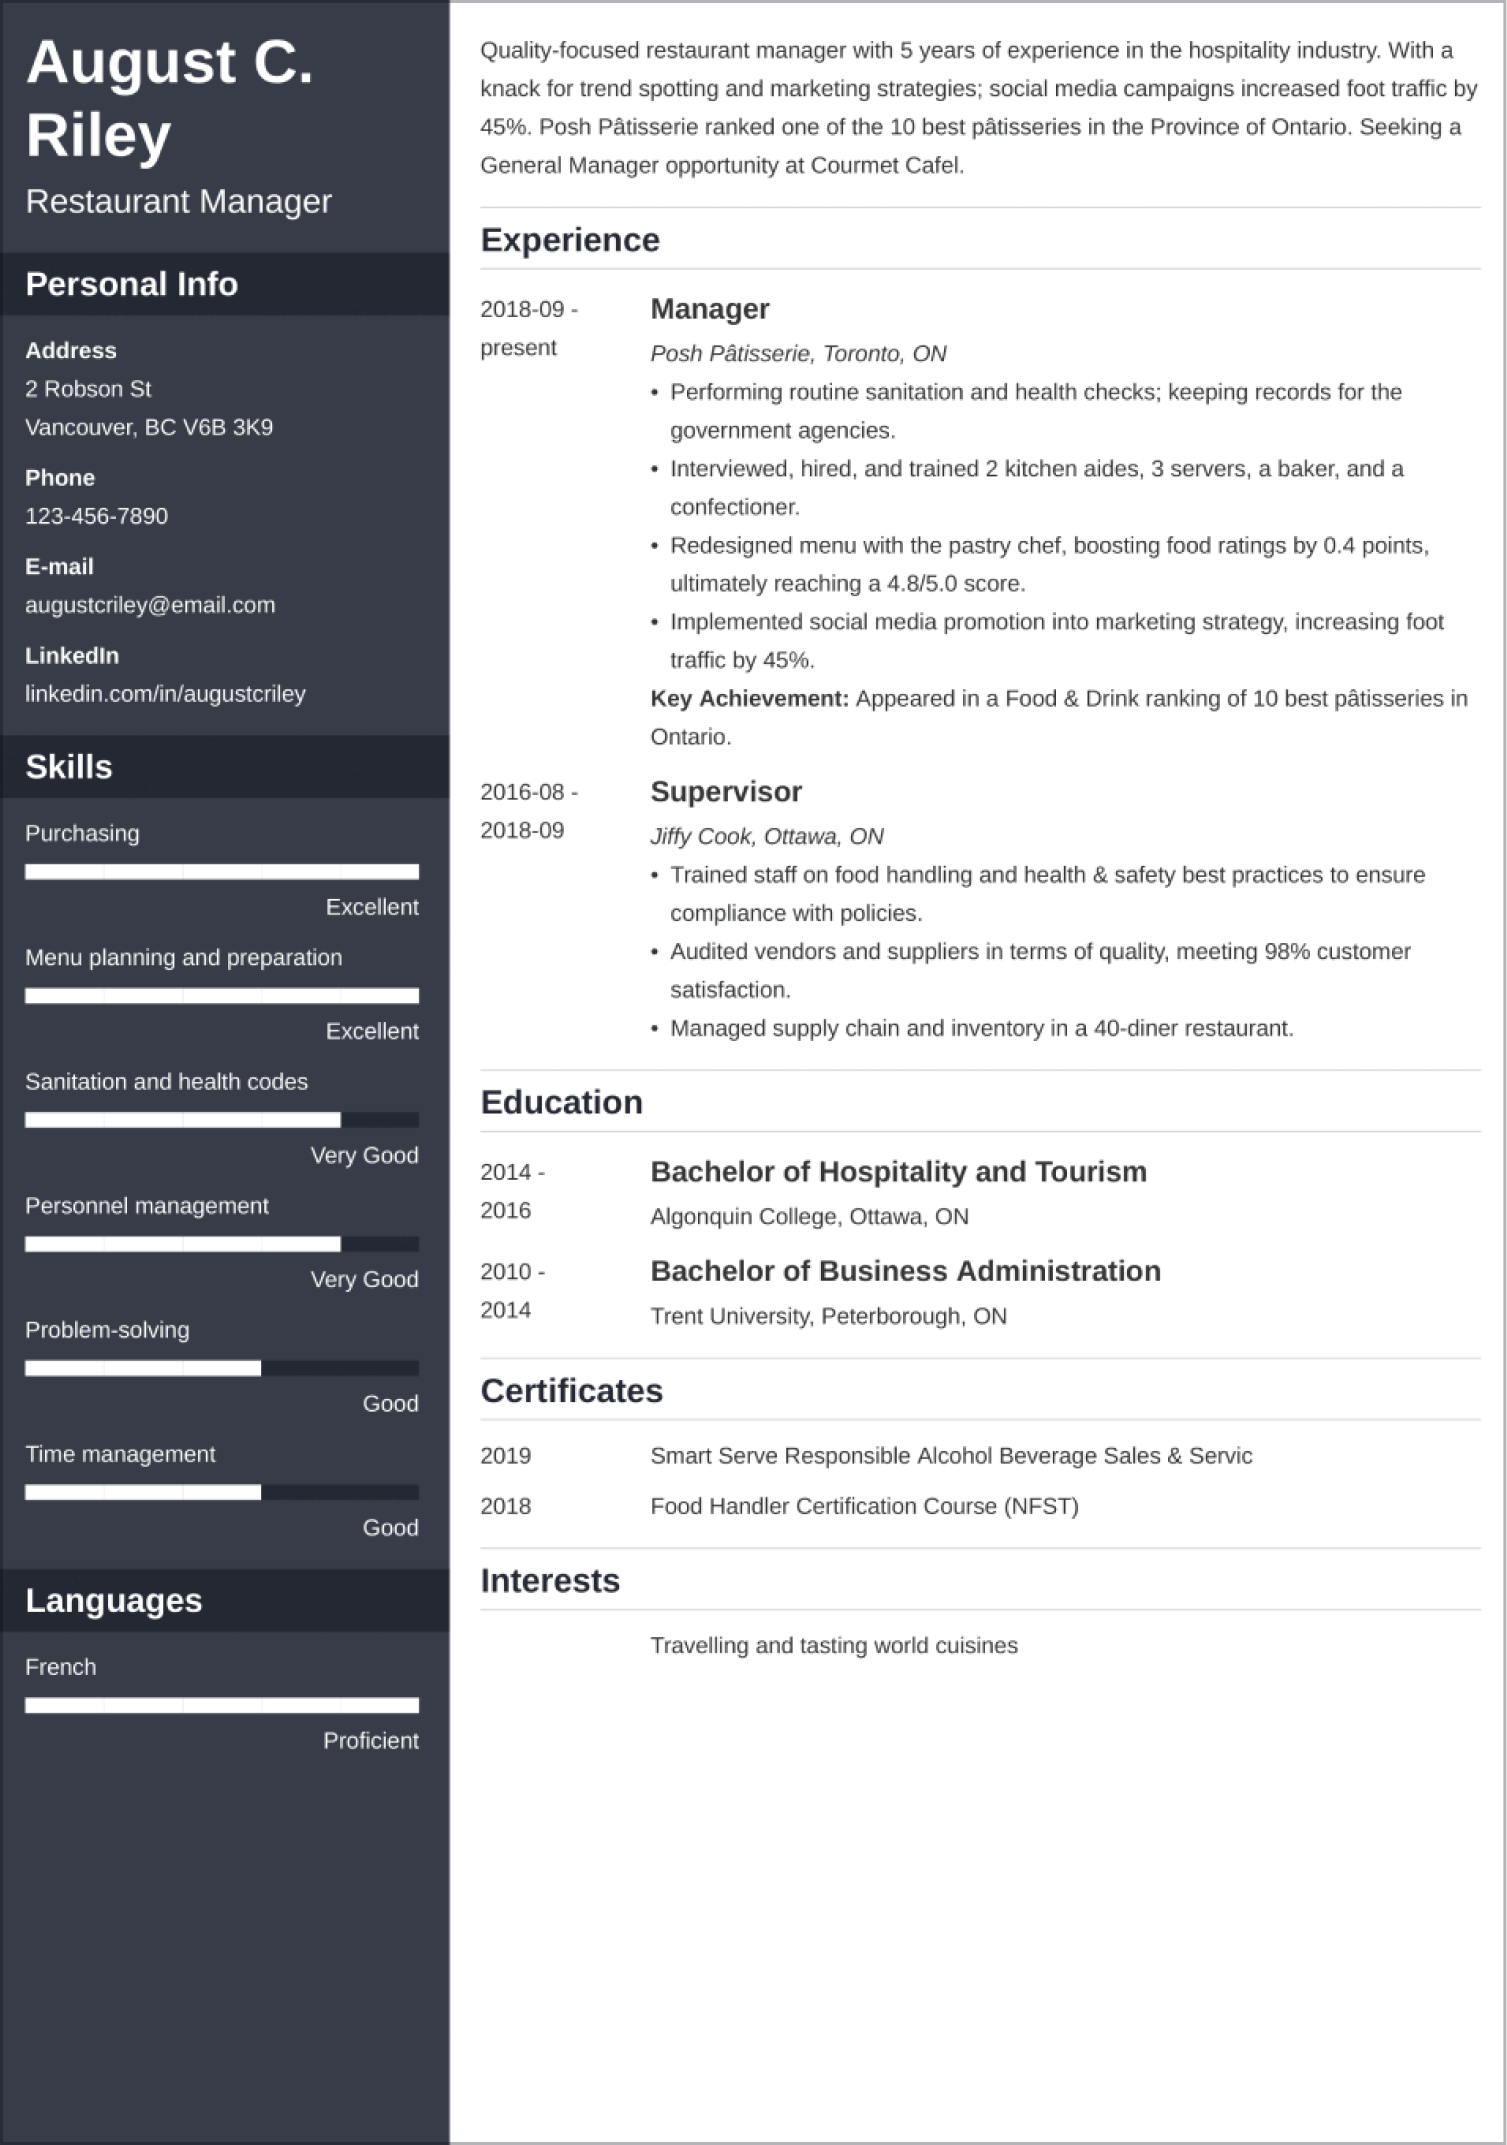 August C.
Riley
Restaurant Manager
Personal Info
Address
2 Robson St
Vancouver, BC V6B 3K9
Phone
123-456-7890
E-mail
augustcriley@email.com
LinkedIn
linkedin.com/in/augustcriley
Skills
Purchasing
Excellent
Menu planning and preparation
Excellent
Sanitation and health codes
Very Good
Personnel management
Very Good
Problem-solving
Good
Time management
Good
Languages
French
Proficient
Quality-focused restaurant manager with 5 years of experience in the hospitality industry. With a
knack for trend spotting and marketing strategies; social media campaigns increased foot traffic by
45%. Posh Pâtisserie ranked one of the 10 best pâtisseries in the Province of Ontario. Seeking a
General Manager opportunity at Courmet Cafel.
Experience
2018-09 -
present
Manager
Posh Pâtisserie, Toronto, ON
• Performing routine sanitation and health checks; keeping records for the
government agencies.
• Interviewed, hired, and trained 2 kitchen aides, 3 servers, a baker, and a
confectioner.
• Redesigned menu with the pastry chef, boosting food ratings by 0.4 points,
ultimately reaching a 4.8/5.0 score.
• Implemented social media promotion into marketing strategy, increasing foot
traffic by 45%.
Key Achievement: Appeared in a Food & Drink ranking of 10 best pâtisseries in
Ontario.
2016-08 -
2018-09
Supervisor
Jiffy Cook, Ottawa, ON
• Trained staff on food handling and health & safety best practices to ensure
compliance with policies.
• Audited vendors and suppliers in terms of quality, meeting 98% customer
satisfaction.
• Managed supply chain and inventory in a 40-diner restaurant.
Education
2014 -
2016
Bachelor of Hospitality and Tourism
Algonquin College, Ottawa, ON
2010 -
2014
Bachelor of Business Administration
Trent University, Peterborough, ON
Certificates
2019 Smart Serve Responsible Alcohol Beverage Sales & Servic
2018 Food Handler Certification Course (NFST)
Interests
Travelling and tasting world cuisines